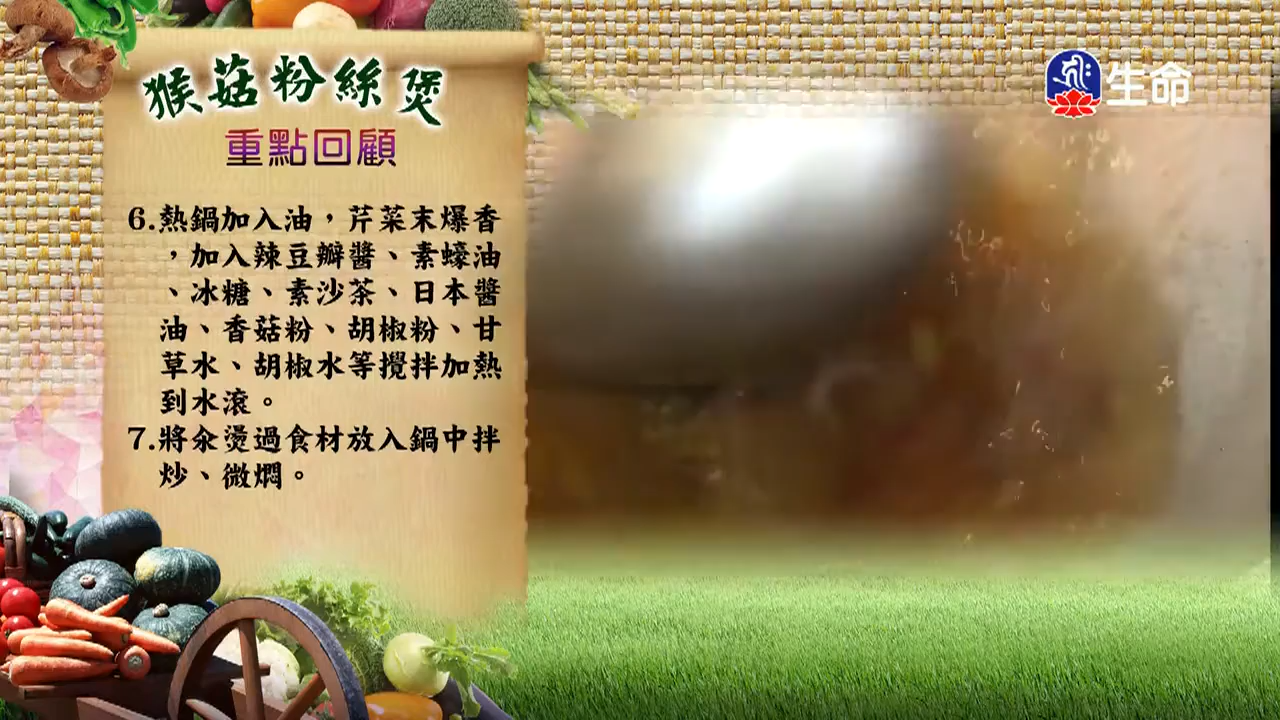 猴菇粉絲煲
重點回顧
生命
6.熱鍋加入油，芹菜末爆香
，加入辣豆瓣醬、素蠔油
、冰糖、素沙茶、日本醬
油、香菇粉、胡椒粉、甘
草水、胡椒水等攪拌加熱
到水滾。
7.將氽燙過食材放入鍋中拌
炒、微燜。